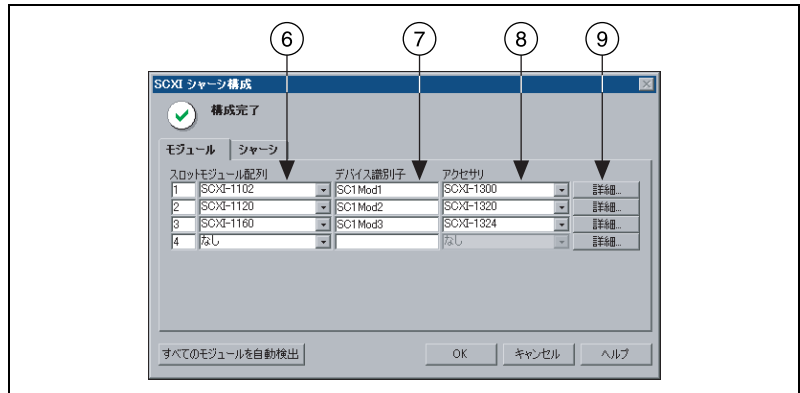 6 7 8 9
SCXI シャーシ構成
構成完了
モジュール シャーシ
スロット モジュール配列 デバイス識別子 アクセサリ
1 SCXI-1102 SC1Mod1 SCXI-1300 詳細...
2 SCXI-1120 SC1Mod2 SCXI-1320 詳細...
3 SCXI-1160 SC1Mod3 SCXI-1324 詳細...
4 なし なし 詳細...
すべてのモジュールを自動検出 OK キャンセル ヘルプ